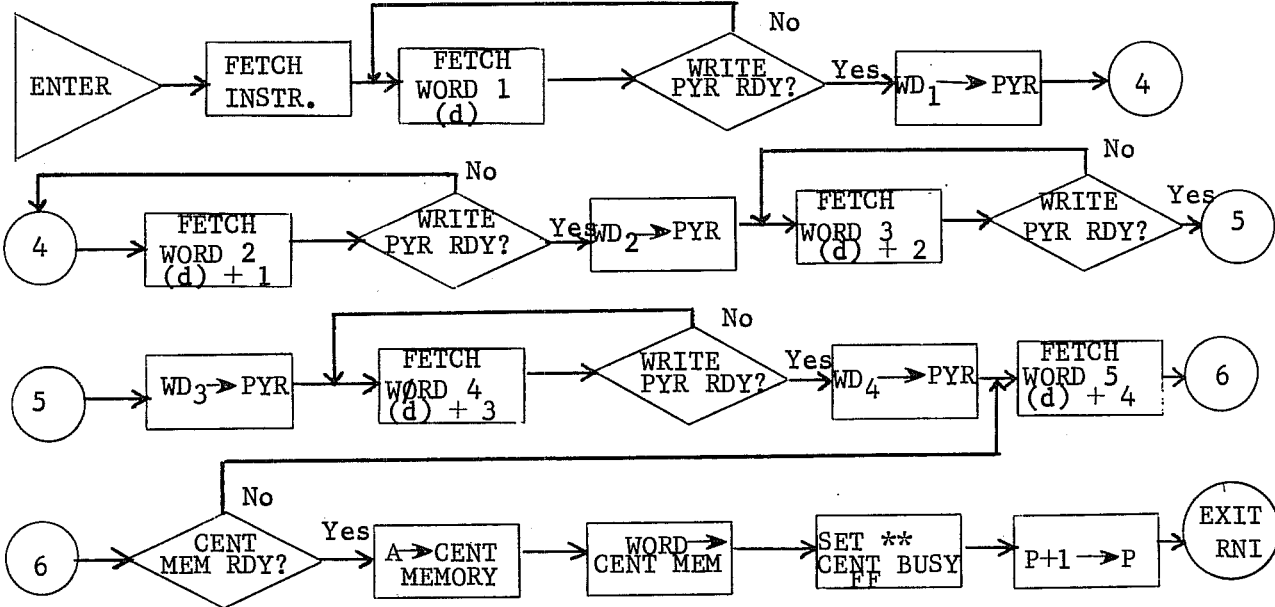 No
ENTER
FETCH
INSTR.
FETCH
WORD 1
(d)
WRITE
PYR RDY?
Yes
WD1 → PYR
4
No
No
4
FETCH
WORD 2
(d) + 1
WRITE
PYR RDY?
Yes
WD2 → PYR
FETCH
WORD 3
(d) + 2
WRITE
PYR RDY?
Yes
5
No
5
WD3 → PYR
FETCH
WØRD 4
(d) + 3
WRITE
PYR RDY?
Yes
WD4 → PYR
FETCH
WORD 5
(d) + 4
6
No
6
CENT
MEM RDY?
Yes
A → CENT
MEMORY
WORD →
CENT MEM
SET **
CENT BUSY
FF
P+1 → P
EXIT
RNI